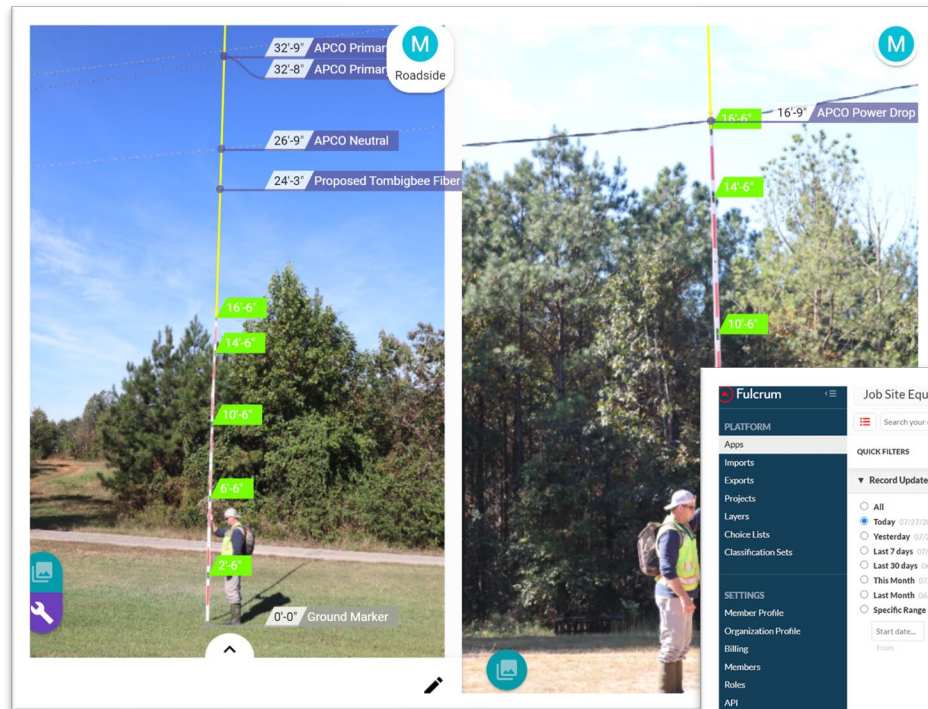 32'-9" APCO Primar
32'-8" APCO Primar
M
Roadside
26'-9" APCO Neutral
24'-3" Proposed Tombigbee Fiber
16'-6"
14'-6"
10'-6"
6'-6"
2'-6"
0'-0" Ground Marker
M
16'-6"
16'-9" APCO Power Drop
14'-6"
10'-6"
Fulcrum
PLATFORM
Apps
Imports
Exports
Projects
Layers
Choice Lists
Classification Sets
SETTINGS
Member Profile
Organization Profile
Billing
Members
Roles
API
Job Site Equ
Search your
QUICK FILTERS
Record Update
All
Today 07/27/20
Yesterday 07/2
Last 7 days 07/
Last 30 days 06
This Month 07
Last Month 06
Specific Range
Start date...
From